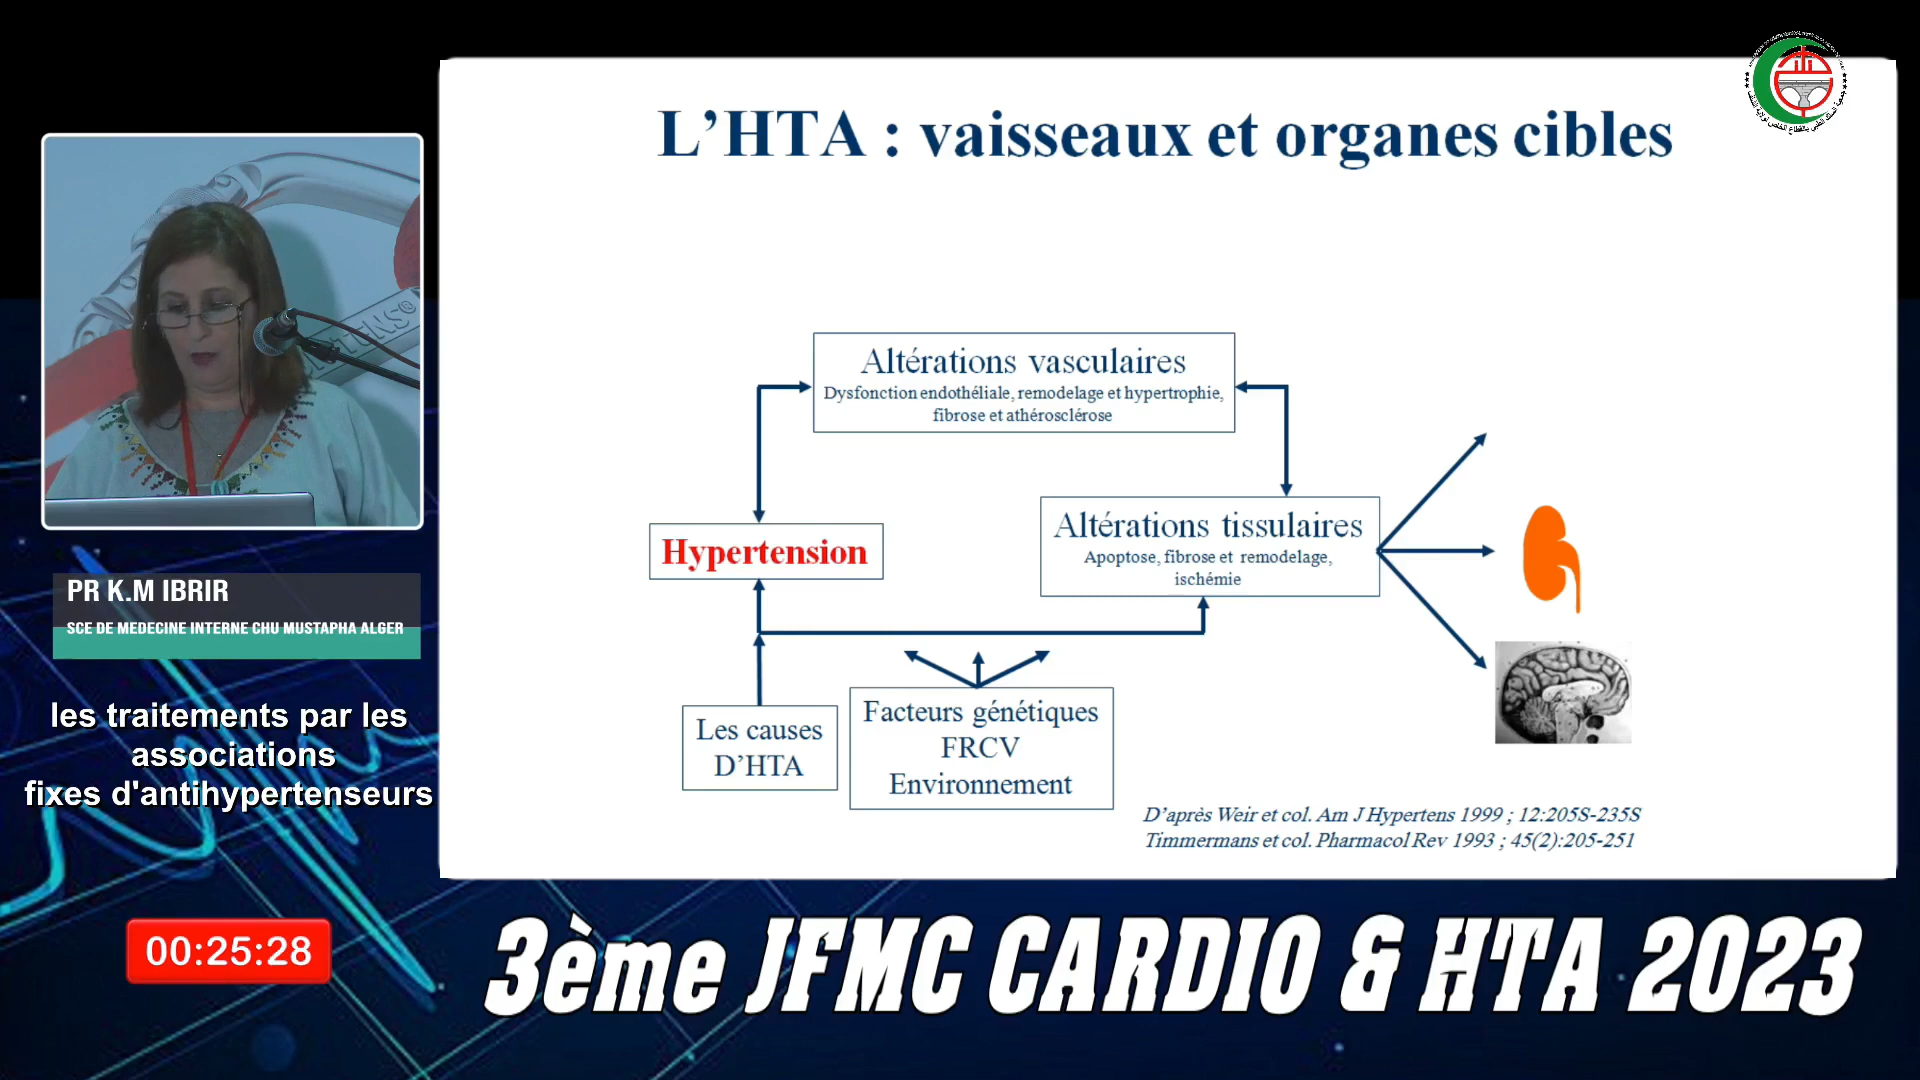 L’HTA : vaisseaux et organes cibles
Altérations vasculaires
Dysfonction endothéliale, remodelage et hypertrophie,
fibrose et athérosclérose
Hypertension
Altérations tissulaires
Apoptose, fibrose et remodelage,
ischémie
Les causes
D’HTA
Facteurs génétiques
FRCV
Environnement
D’après Weir et col. Am J Hypertens 1999 ; 12:205S-235S
Timmermans et col. Pharmacol Rev 1993 ; 45(2):205-251
PR K.M IBRIR
SCE DE MEDECINE INTERNE CHU MUSTAPHA ALGER
les traitements par les
associations
fixes d'antihypertenseurs
00:25:28
3ème JFMC CARDIO & HTA 2023